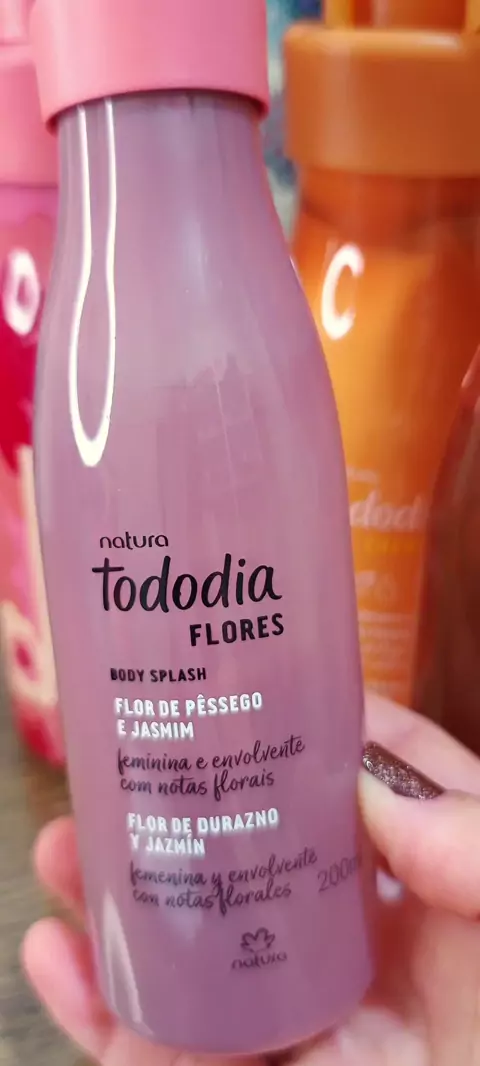 natura
tododia
FLORES
BODY SPLASH
FLOR DE PÊSSEGO
E JASMIM
feminina e envolvente
com notas florais
FLOR DE DURAZNO
Y JAZMÍN
femenina y envolvente
con notas florales
natura
C